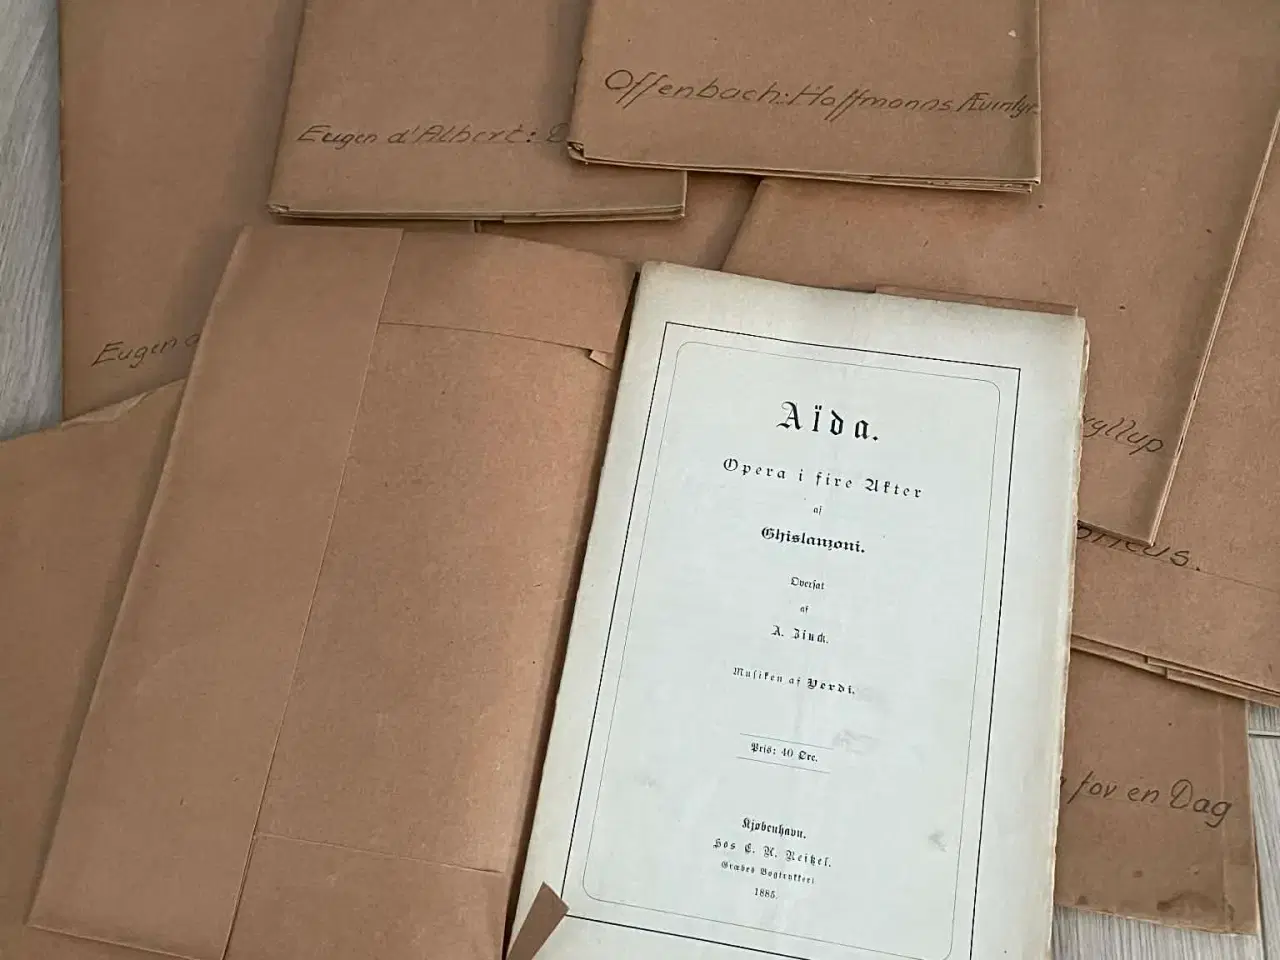 Offenbach: Hoffmanns Æventyr.
Eugen d'Albert:
Eugen
Aïda.
Opera i fire Akter
af
Ghislanzoni.
Oversat
af
A. Zinck.
Musiken af Verdi.
Pris: 40 Øre.
Kjøbenhavn.
Hos C. A. Reitzel.
Græbes Bogtrykkeri
1885.
for en Dag